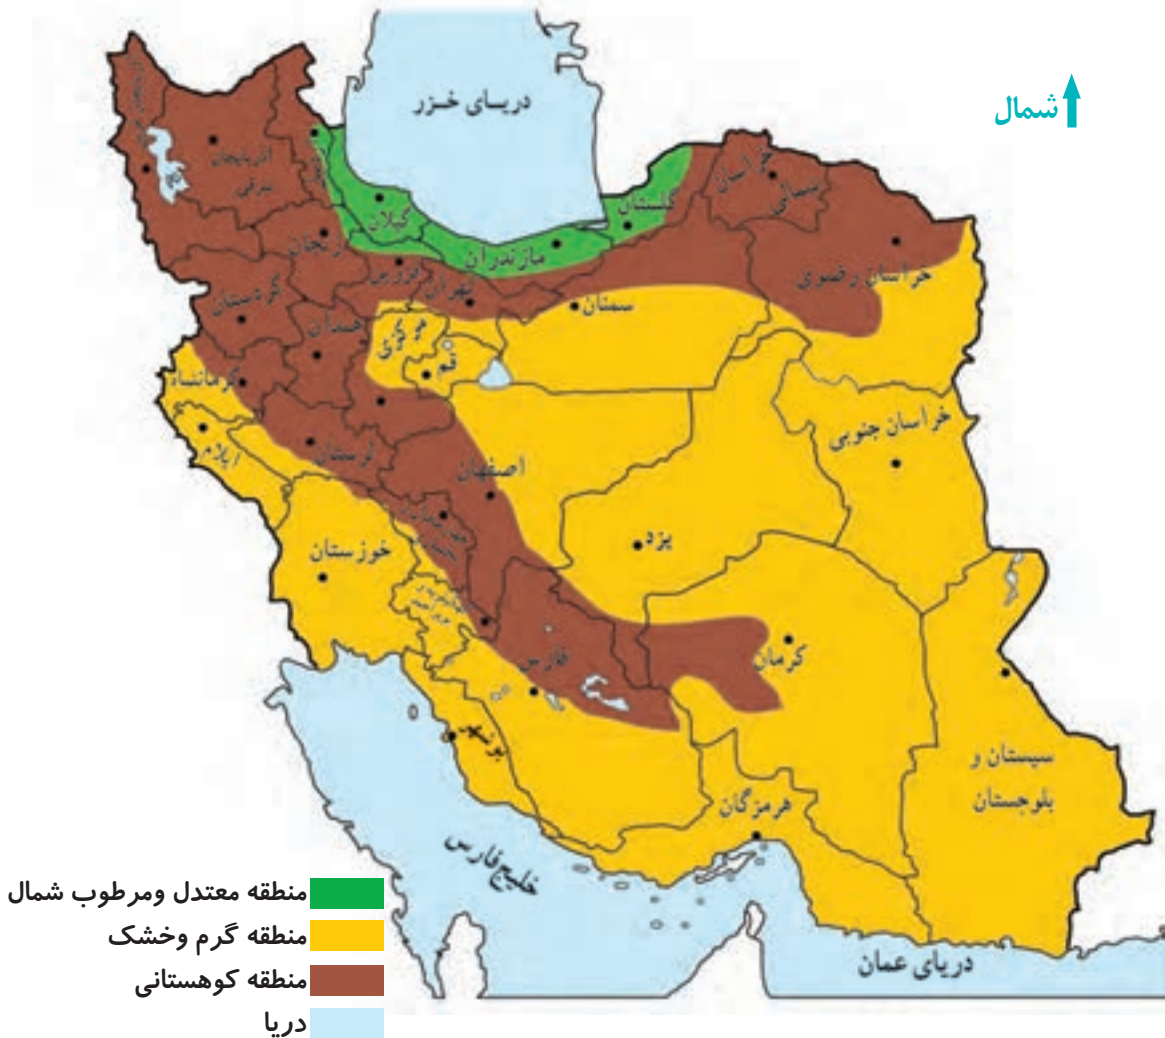 دریـای خـزر
شمال
آذربایجان
شرقی
گیلان
مازندران
گلستان
خراسان
شمالی
خراسان رضوی
زنجان
قزوین
تهران
سمنان
کردستان
همدان
مرکزی
قم
کرمانشاه
ایلام
لرستان
اصفهان
خراسان جنوبی
یزد
خوزستان
فارس
کرمان
بوشهر
هرمزگان
سیستان و
بلوچستان
خلیج فارس
دریای عمان
منطقه معتدل ومرطوب شمال
منطقه گرم وخشک
منطقه کوهستانی
دریا